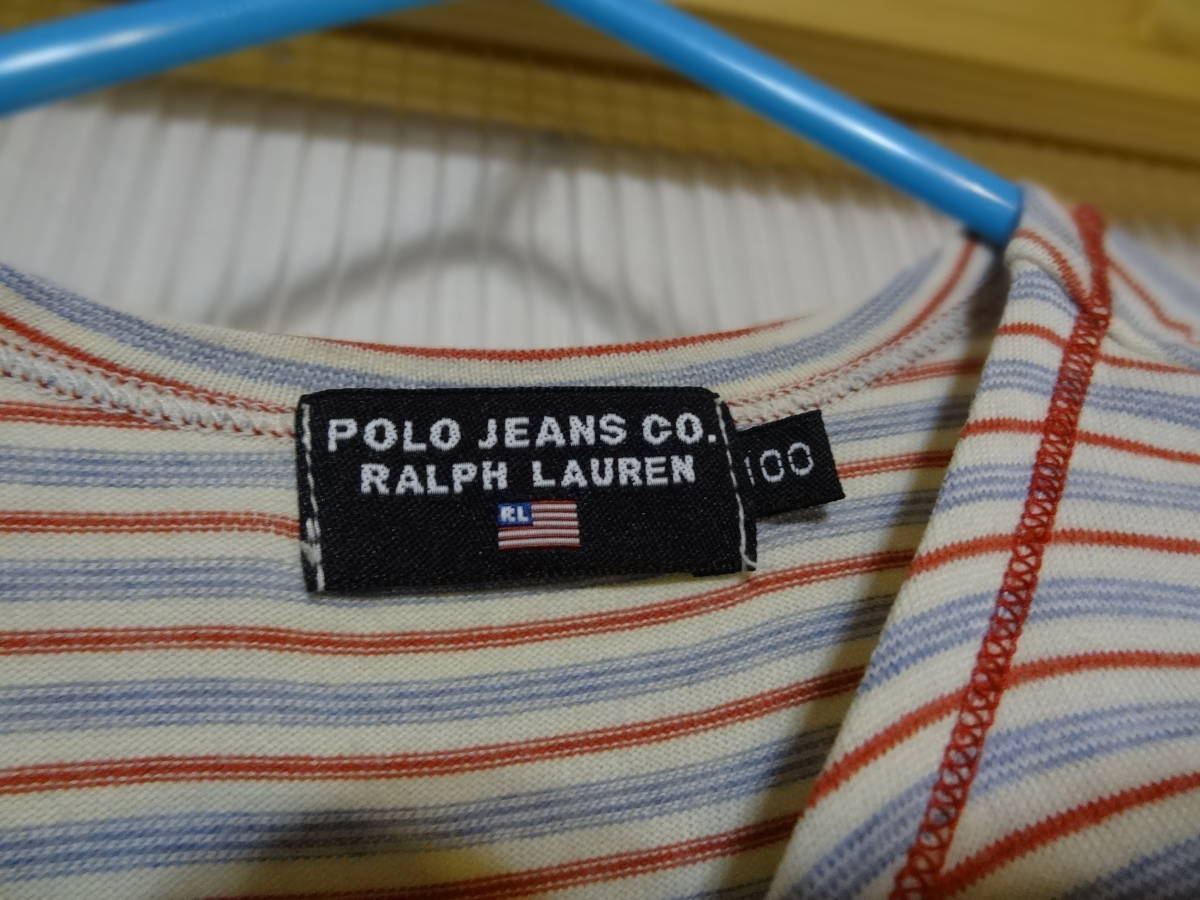 POLO JEANS CO.
RALPH LAUREN
RL
100